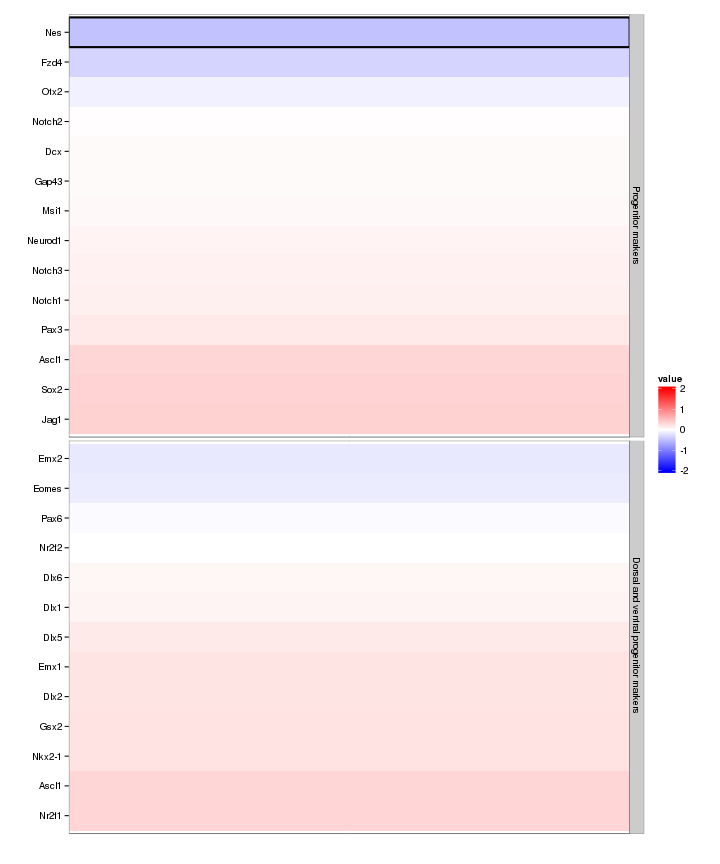 Nes
Fzd4
Otx2
Notch2
Dcx
Gap43
Msi1
Neurod1
Notch3
Notch1
Pax3
Ascl1
Sox2
Jag1
Progenitor markers
value
2
1
0
-1
-2
Emx2
Eomes
Pax6
Nr2f2
Dlx6
Dlx1
Dlx5
Emx1
Dlx2
Gsx2
Nkx2-1
Ascl1
Nr2f1
Dorsal and ventral progenitor markers